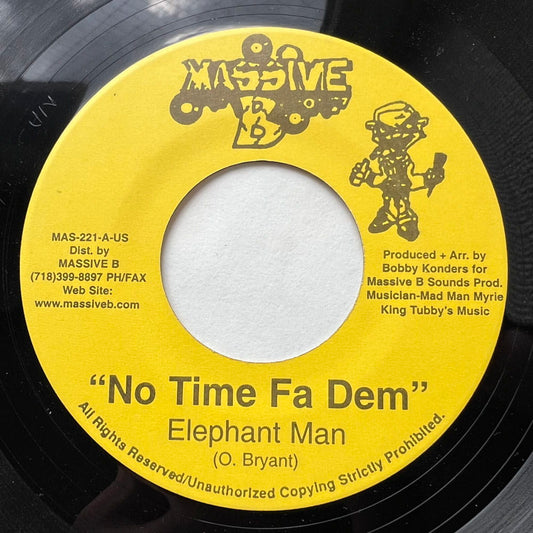 MASSIVE
B
MAS-221-A-US
Dist. by
MASSIVE B
(718)399-8897 PH/FAX
Web Site:
www.massiveb.com
Produced + Arr. by
Bobby Konders for
Massive B Sounds Prod.
Musician-Mad Man Myrie
King Tubby's Music
"No Time Fa Dem"
Elephant Man
(O. Bryant)
All Rights Reserved/Unauthorized Copying Strictly Prohibited.